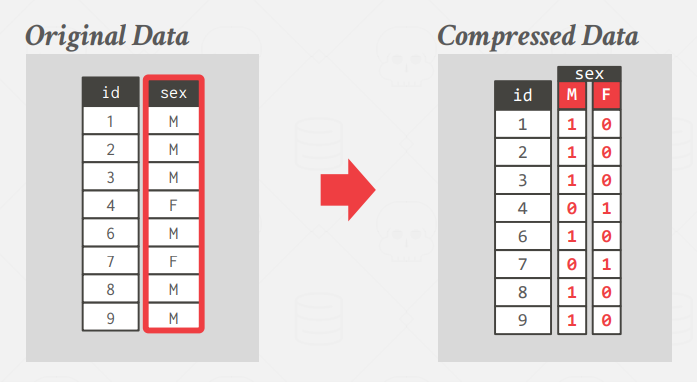 Original Data
id sex
1 M
2 M
3 M
4 F
6 M
7 F
8 M
9 M
Compressed Data
sex
id M F
1 1 0
2 1 0
3 1 0
4 0 1
6 1 0
7 0 1
8 1 0
9 1 0